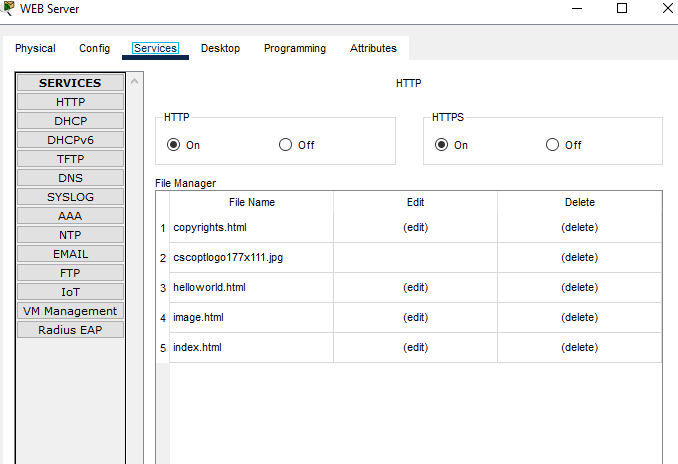 WEB Server
Physical Config Services Desktop Programming Attributes
SERVICES
HTTP
DHCP
DHCPv6
TFTP
DNS
SYSLOG
AAA
NTP
EMAIL
FTP
IoT
VM Management
Radius EAP
HTTP
HTTP
On Off
HTTPS
On Off
File Manager
File Name Edit Delete
1 copyrights.html (edit) (delete)
2 cscoptlogo177x111.jpg (delete)
3 helloworld.html (edit) (delete)
4 image.html (edit) (delete)
5 index.html (edit) (delete)